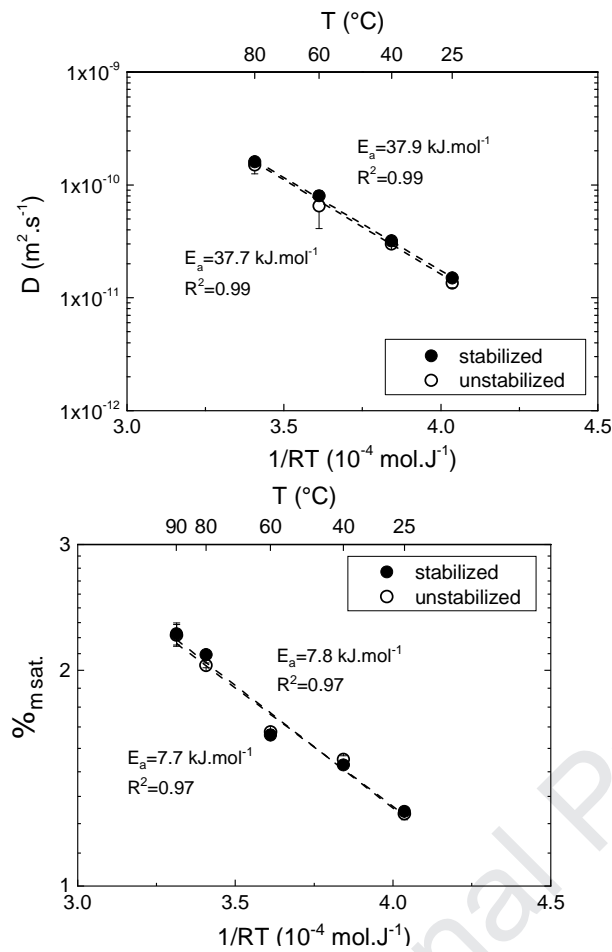 T (°C)
80 60 40 25
1x10⁻⁹
Eₐ=37.9 kJ.mol⁻¹
R²=0.99
1x10⁻¹⁰
D (m².s⁻¹)
Eₐ=37.7 kJ.mol⁻¹
R²=0.99
1x10⁻¹¹
stabilized
unstabilized
1x10⁻¹²
3.0 3.5 4.0 4.5
1/RT (10⁻⁴ mol.J⁻¹)
T (°C)
90 80 60 40 25
3
stabilized
unstabilized
Eₐ=7.8 kJ.mol⁻¹
R²=0.97
2
%m sat.
Eₐ=7.7 kJ.mol⁻¹
R²=0.97
1
3.0 3.5 4.0 4.5
1/RT (10⁻⁴ mol.J⁻¹)
nal P